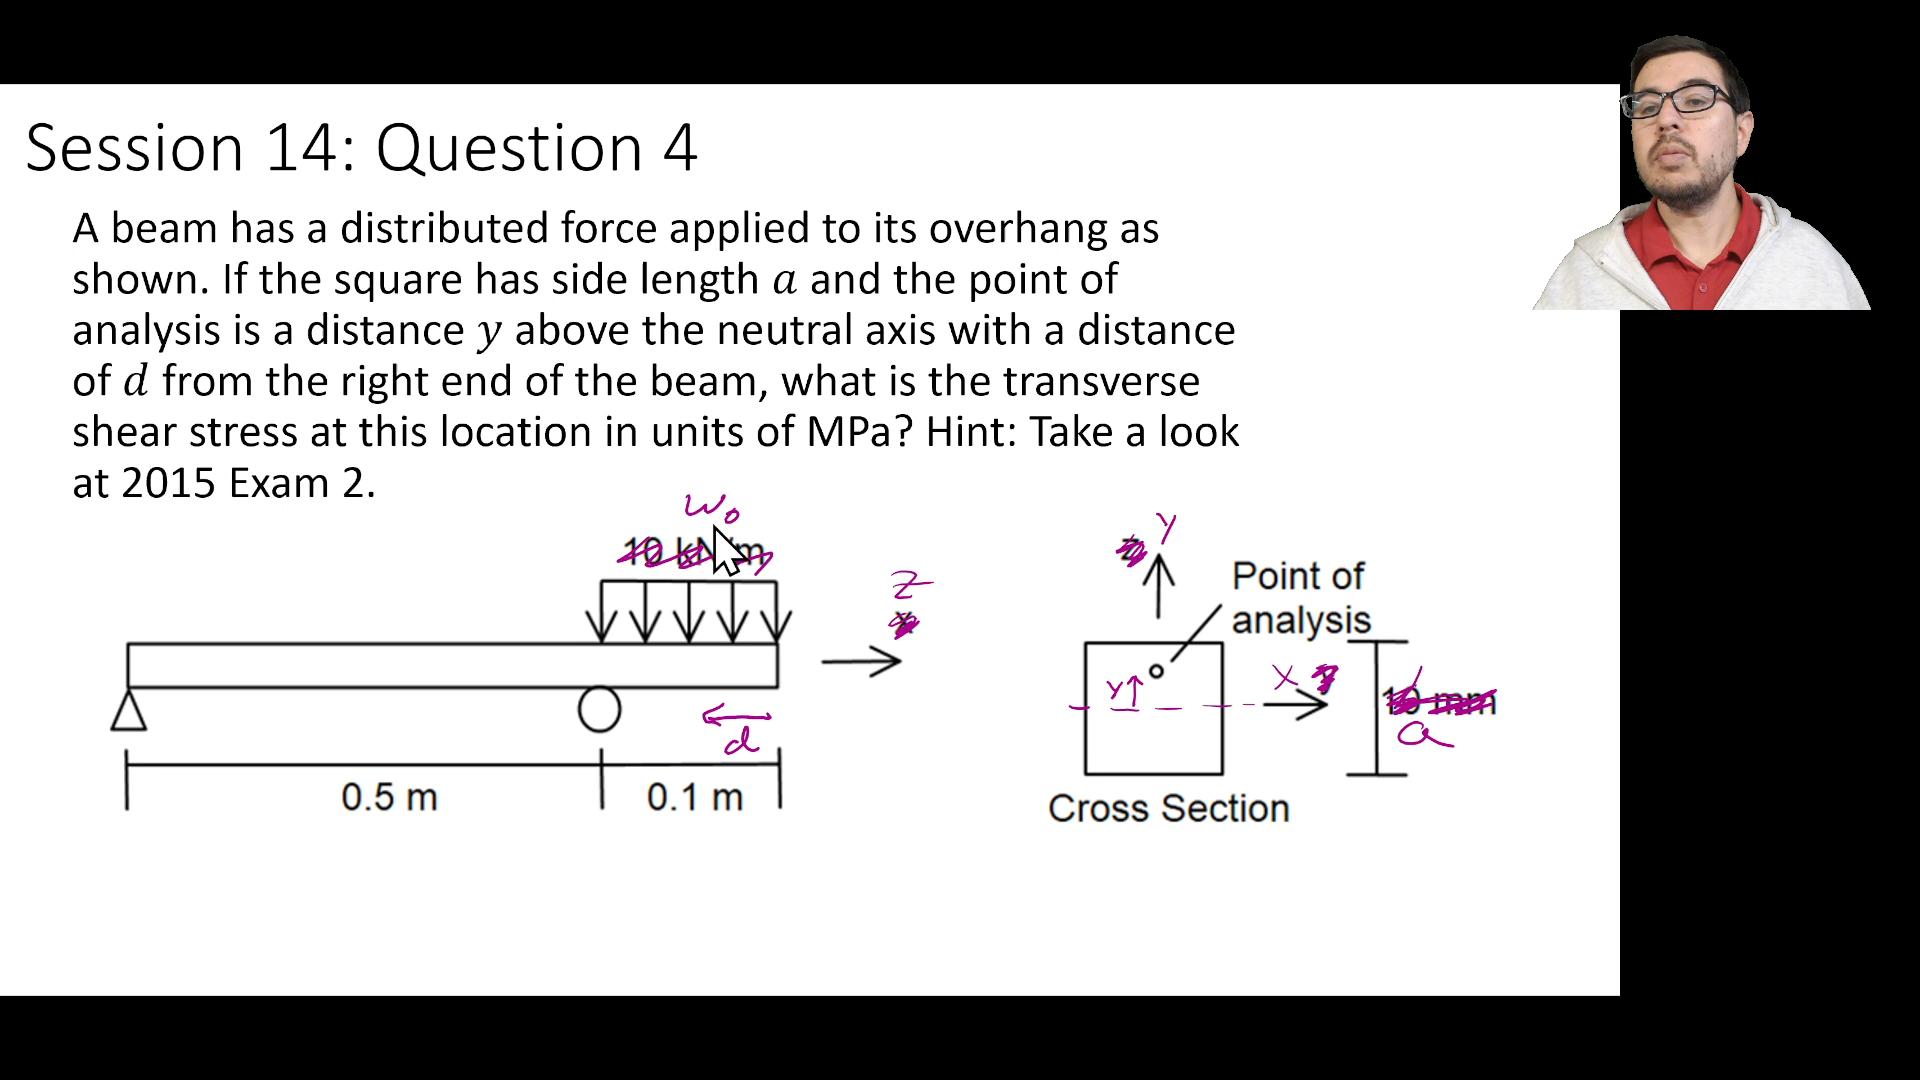 Session 14: Question 4
A beam has a distributed force applied to its overhang as
shown. If the square has side length a and the point of
analysis is a distance y above the neutral axis with a distance
of d from the right end of the beam, what is the transverse
shear stress at this location in units of MPa? Hint: Take a look
at 2015 Exam 2.
w₀
10 kN/m
z
d
0.5 m
0.1 m
Y
Point of
analysis
Y
X
10 mm
a
Cross Section